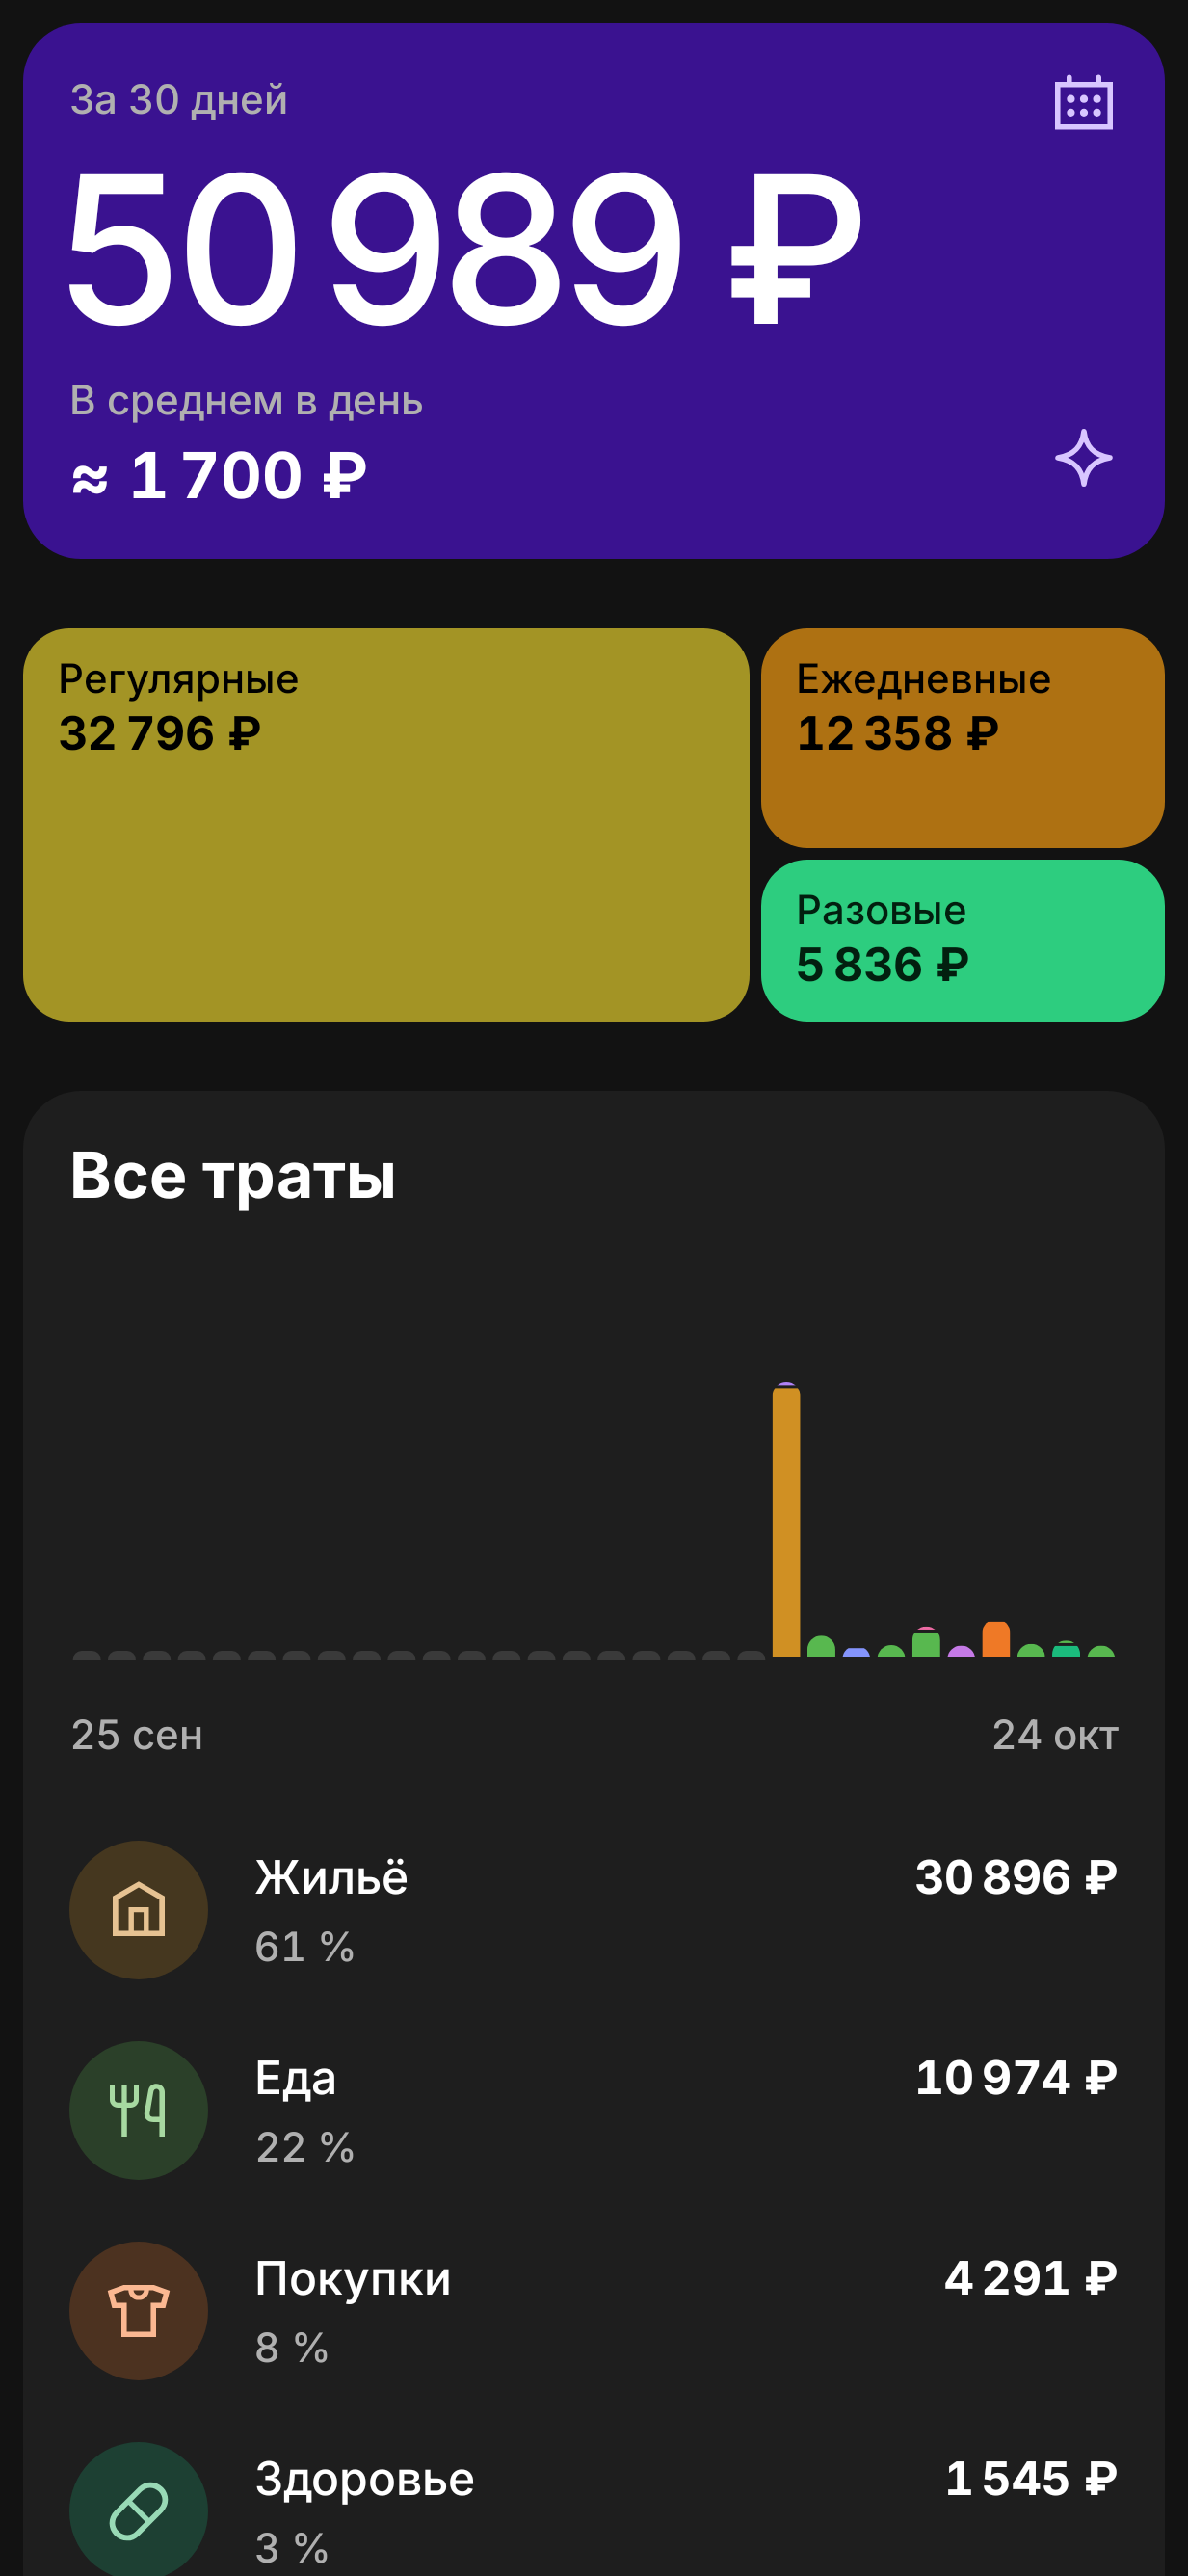 За 30 дней
50 989 ₽
В среднем в день
≈ 1 700 ₽
Регулярные
32 796 ₽
Ежедневные
12 358 ₽
Разовые
5 836 ₽
Все траты
25 сен
24 окт
Жильё
30 896 ₽
61 %
Еда
10 974 ₽
22 %
Покупки
4 291 ₽
8 %
Здоровье
1 545 ₽
3 %